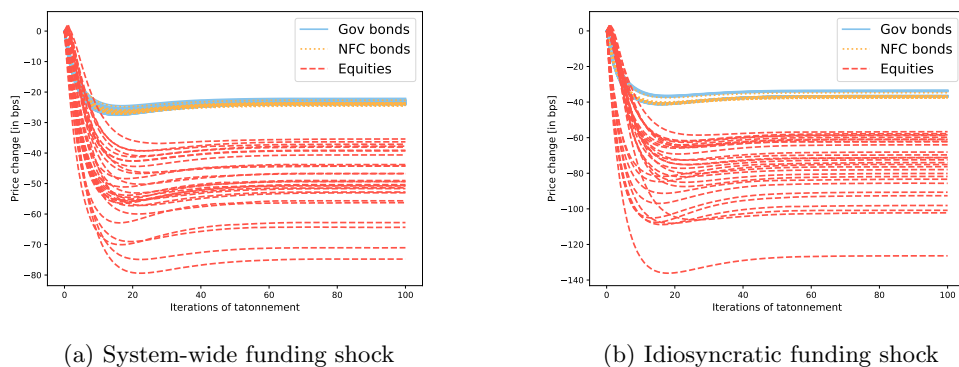 0
−10
−20
−30
−40
−50
−60
−70
−80
Price change [in bps]
0 20 40 60 80 100
Iterations of tatonnement
Gov bonds
NFC bonds
Equities
(a) System-wide funding shock
0
−20
−40
−60
−80
−100
−120
−140
Price change [in bps]
0 20 40 60 80 100
Iterations of tatonnement
Gov bonds
NFC bonds
Equities
(b) Idiosyncratic funding shock